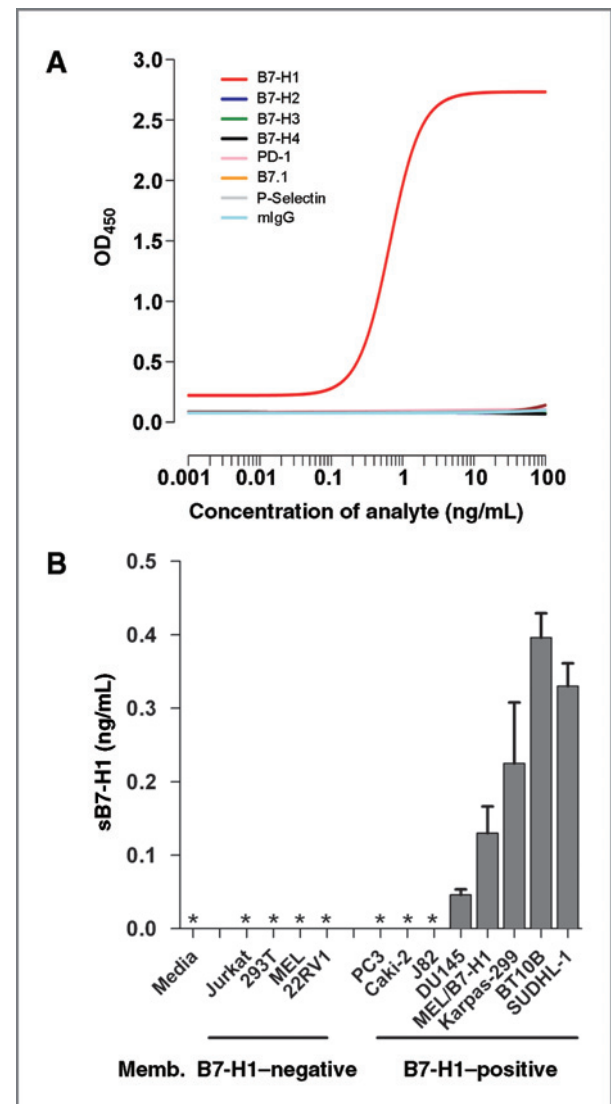 A
3.0
2.5
2.0
1.5
1.0
0.5
0.0
OD450
B7-H1
B7-H2
B7-H3
B7-H4
PD-1
B7.1
P-Selectin
mIgG
0.001 0.01 0.1 1 10 100
Concentration of analyte (ng/mL)
B
0.5
0.4
0.3
0.2
0.1
0.0
sB7-H1 (ng/mL)
* * * * * * * *
Media
Jurkat
293T
MEL
22RV1
PC3
Caki-2
J82
DU145
MEL/B7-H1
Karpas-299
BT10B
SUDHL-1
Memb. B7-H1–negative B7-H1–positive